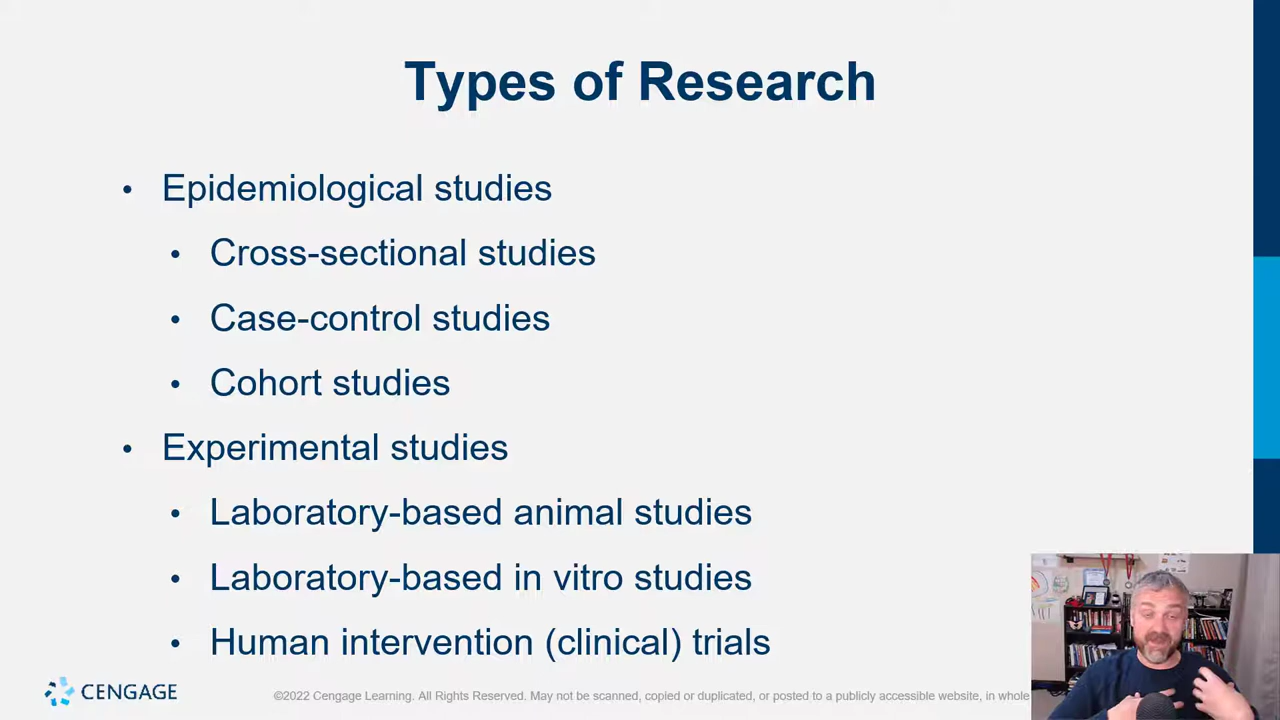 Types of Research
• Epidemiological studies
• Cross-sectional studies
• Case-control studies
• Cohort studies
• Experimental studies
• Laboratory-based animal studies
• Laboratory-based in vitro studies
• Human intervention (clinical) trials
CENGAGE
©2022 Cengage Learning. All Rights Reserved. May not be scanned, copied or duplicated, or posted to a publicly accessible website, in whole